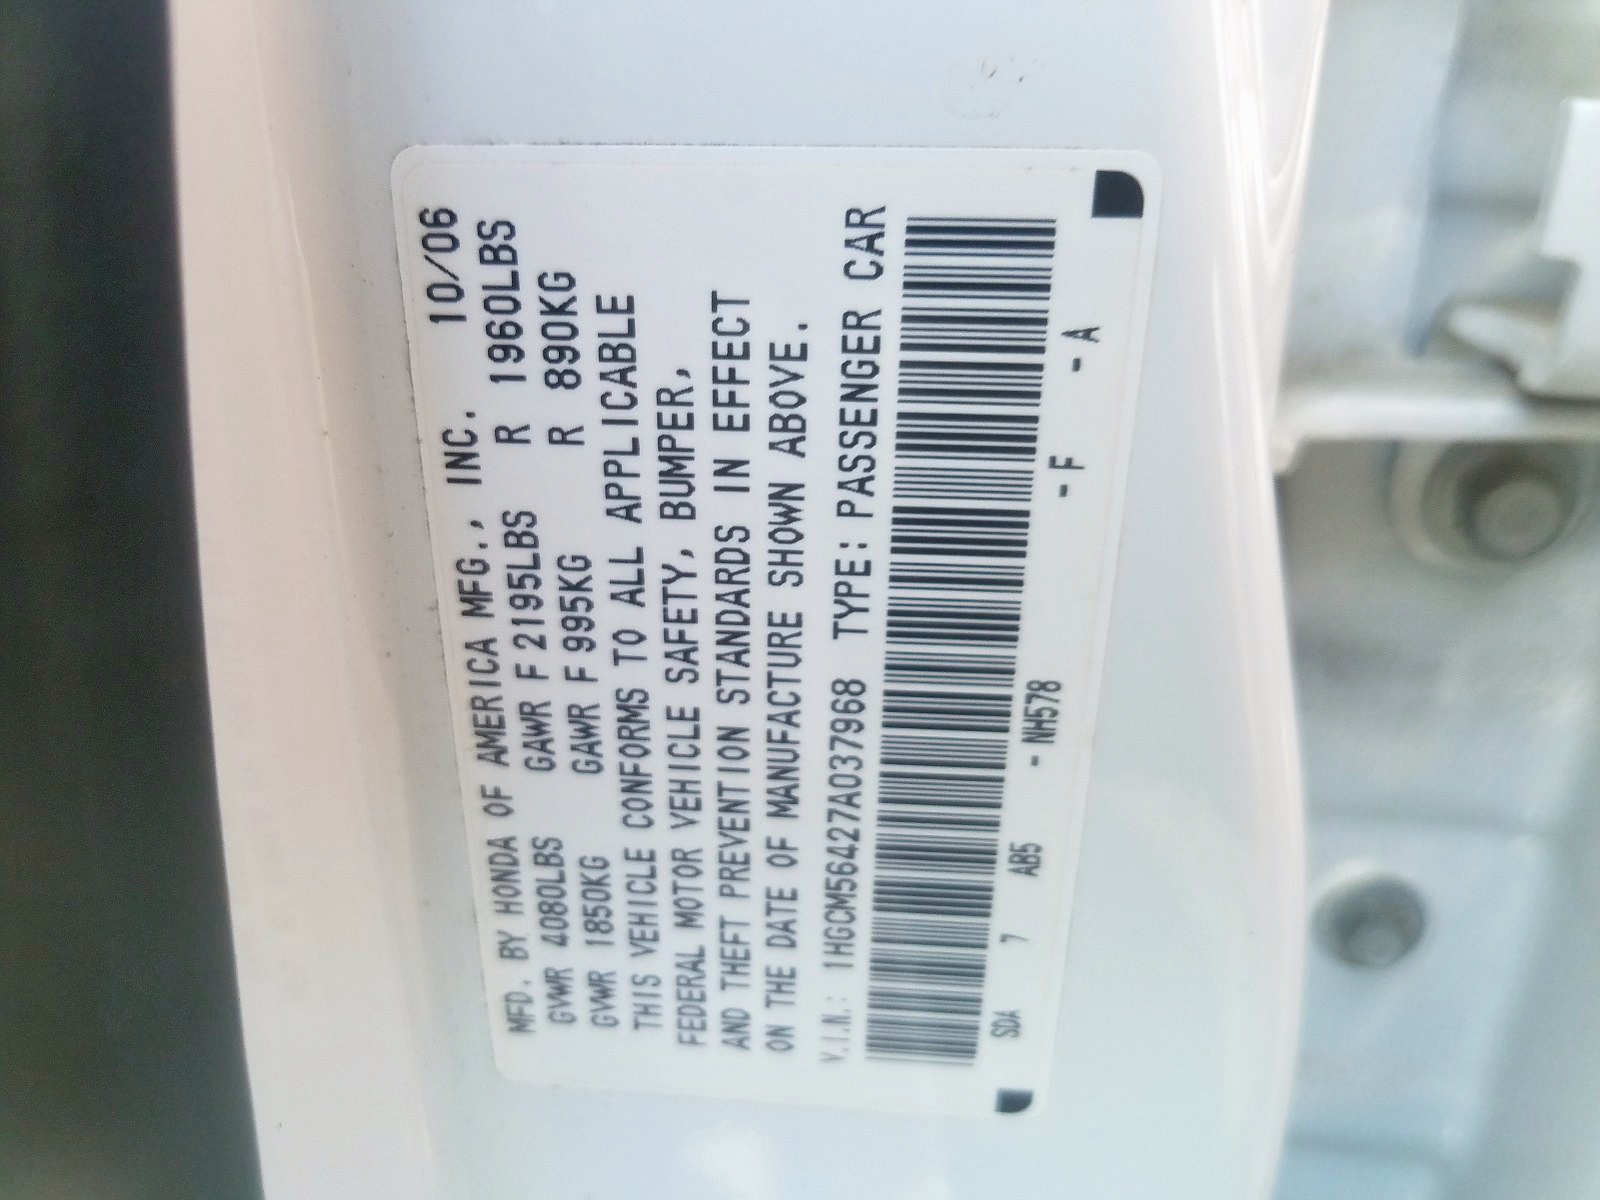 MFD. BY HONDA OF AMERICA MFG., INC. 10/06
GVWR 4080LBS GAWR F 2195LBS R 1960LBS
GVWR 1850KG GAWR F 995KG R 890KG
THIS VEHICLE CONFORMS TO ALL APPLICABLE
FEDERAL MOTOR VEHICLE SAFETY, BUMPER,
AND THEFT PREVENTION STANDARDS IN EFFECT
ON THE DATE OF MANUFACTURE SHOWN ABOVE.
V.I.N.: 1HGCM56427A037968 TYPE: PASSENGER CAR
SDA 7 AB5 - NH578 - F - A